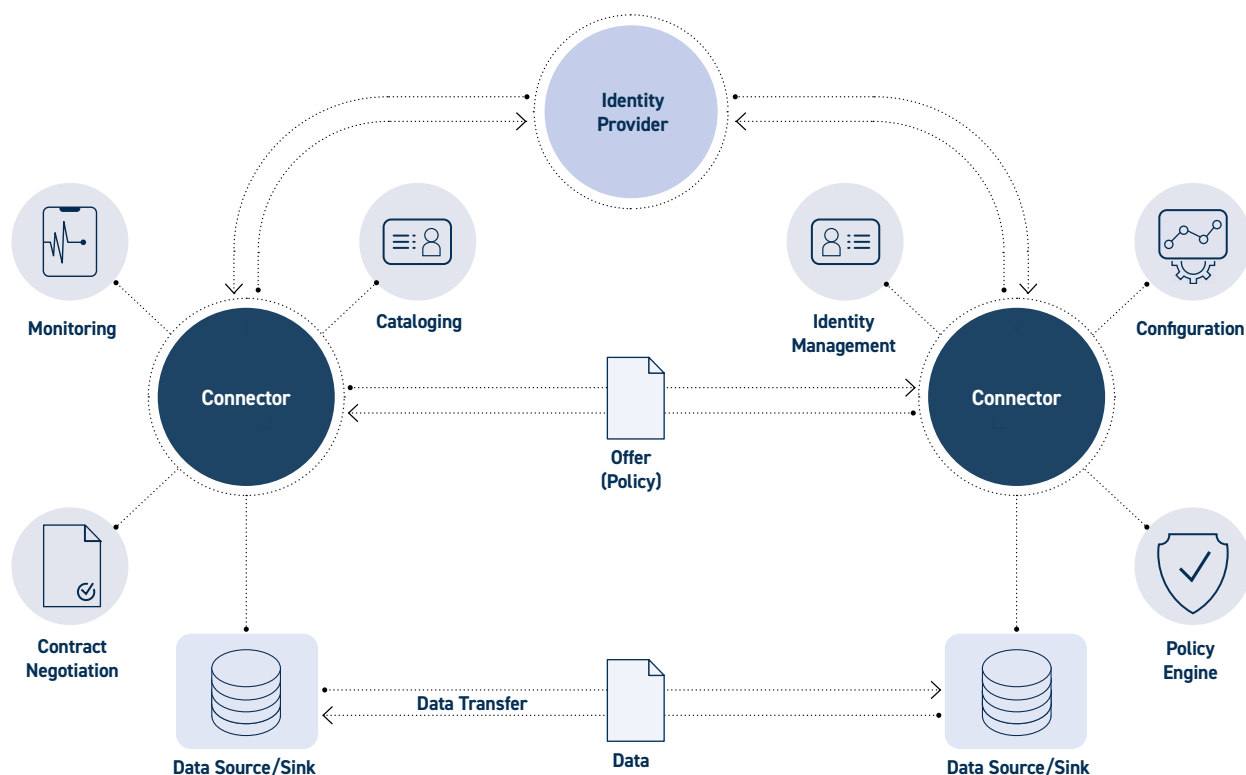 Identity
Provider
Monitoring
Cataloging
Identity
Management
Configuration
Connector
Connector
Offer
(Policy)
Contract
Negotiation
Policy
Engine
Data Transfer
Data
Data Source/Sink
Data Source/Sink